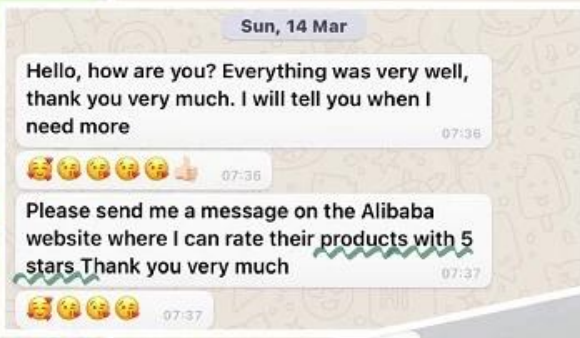 Sun, 14 Mar
Hello, how are you? Everything was very well,
thank you very much. I will tell you when I
need more
07:36
🥰😘😘😘😘👍🏻 07:36
Please send me a message on the Alibaba
website where I can rate their products with 5
stars Thank you very much
07:37
🥰😘😘😘 07:37